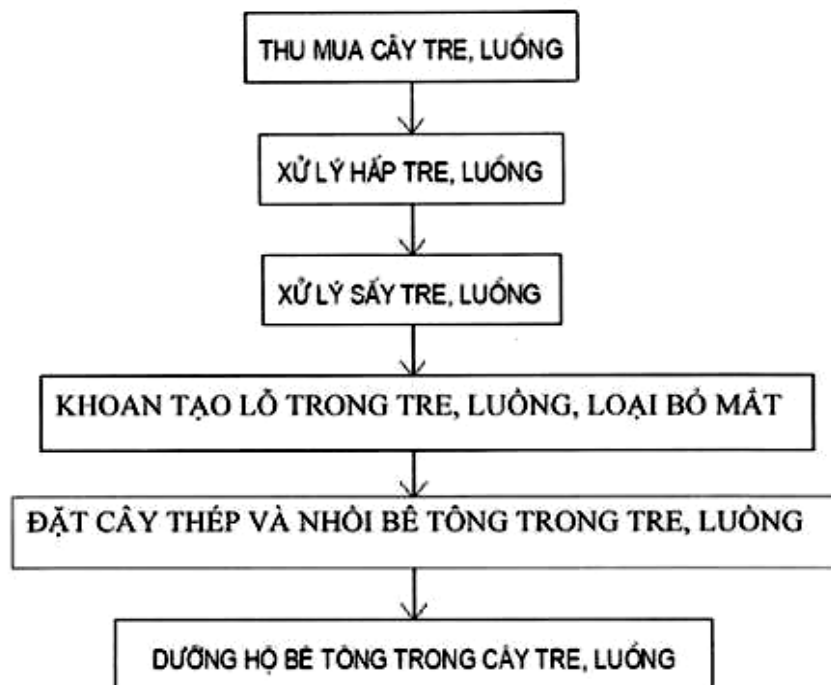 THU MUA CÂY TRE, LUỒNG
XỬ LÝ HẤP TRE, LUỒNG
XỬ LÝ SẤY TRE, LUỒNG
KHOAN TẠO LỖ TRONG TRE, LUỒNG, LOẠI BỎ MẮT
ĐẶT CÂY THÉP VÀ NHỒI BÊ TÔNG TRONG TRE, LUỒNG
DƯỠNG HỘ BÊ TÔNG TRONG CÂY TRE, LUỒNG